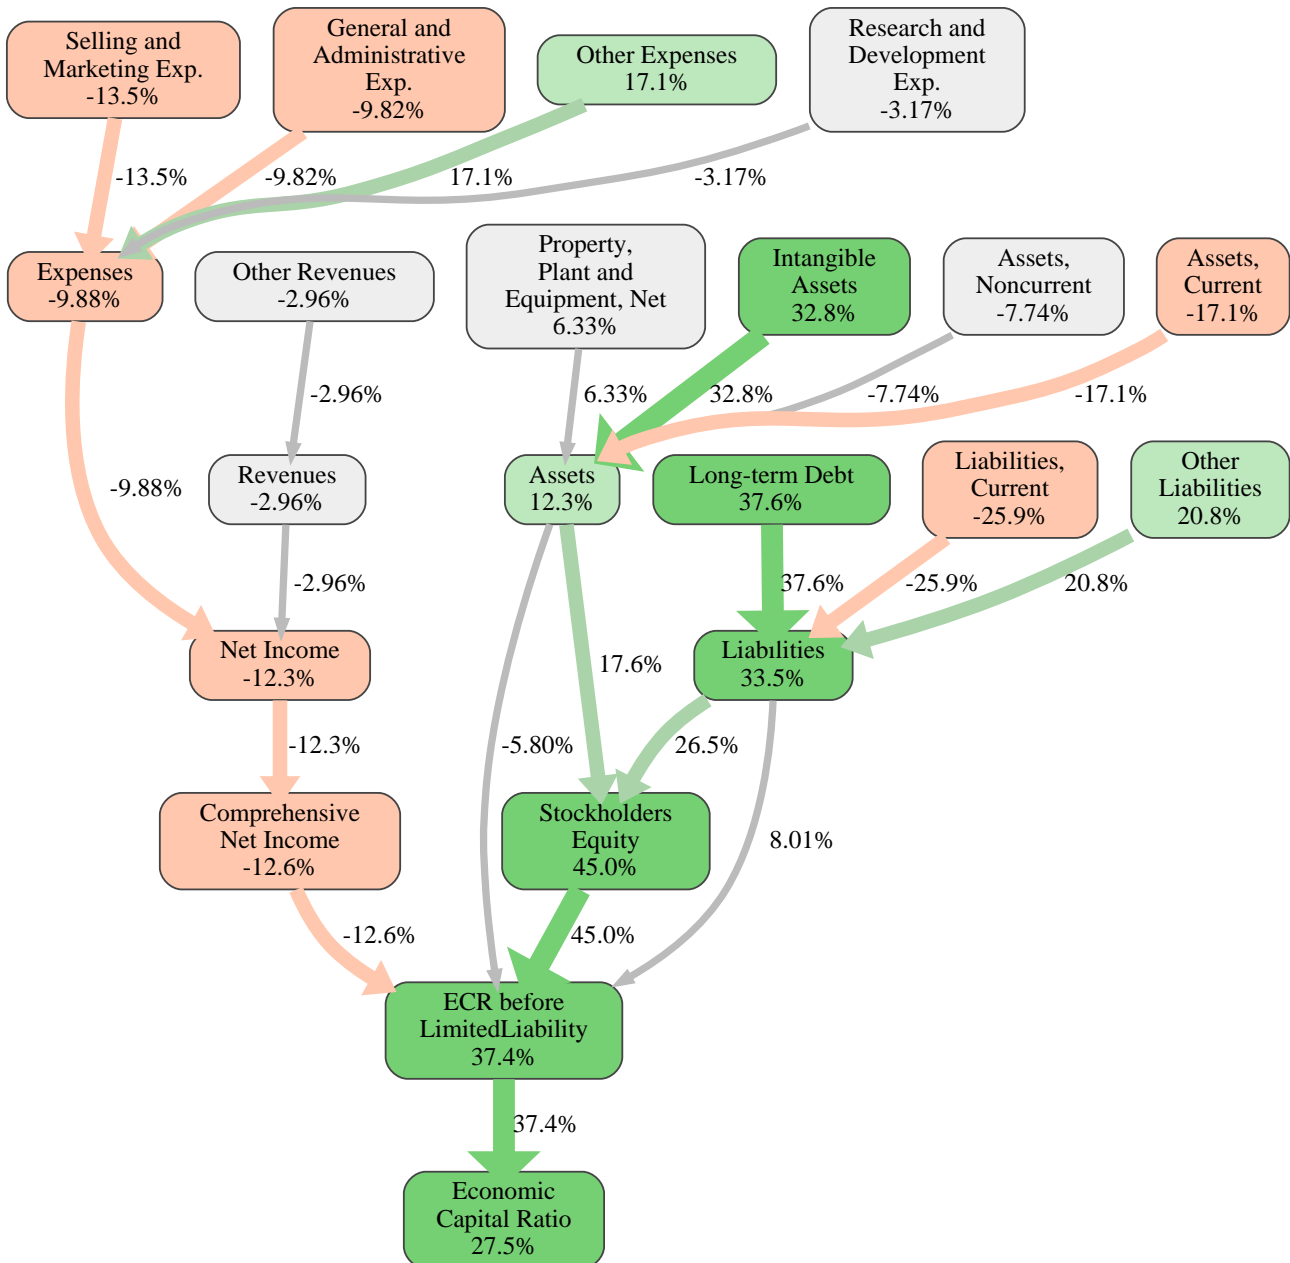 Selling and
Marketing Exp.
-13.5%
General and
Administrative
Exp.
-9.82%
Other Expenses
17.1%
Research and
Development
Exp.
-3.17%
-13.5%
-9.82%
17.1%
-3.17%
Expenses
-9.88%
Other Revenues
-2.96%
Property,
Plant and
Equipment, Net
6.33%
Intangible
Assets
32.8%
Assets,
Noncurrent
-7.74%
Assets,
Current
-17.1%
-2.96%
6.33%
32.8%
-7.74%
-17.1%
-9.88%
Revenues
-2.96%
Assets
12.3%
Long-term Debt
37.6%
Liabilities,
Current
-25.9%
Other
Liabilities
20.8%
-2.96%
37.6%
-25.9%
20.8%
Net Income
-12.3%
17.6%
Liabilities
33.5%
-12.3%
-5.80%
26.5%
Comprehensive
Net Income
-12.6%
Stockholders
Equity
45.0%
8.01%
-12.6%
45.0%
ECR before
LimitedLiability
37.4%
37.4%
Economic
Capital Ratio
27.5%